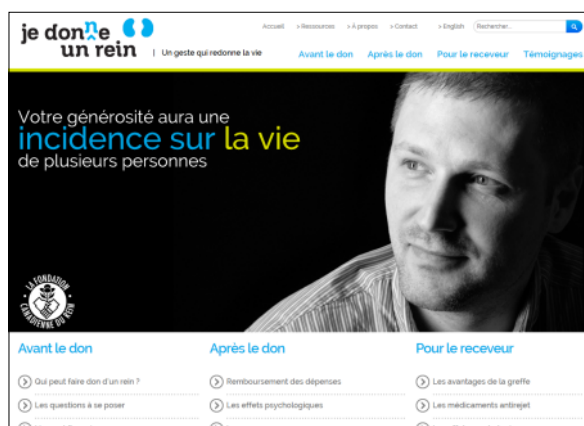 Accueil > Ressources > À propos > Contact > English Rechercher...
je donne
un rein | Un geste qui redonne la vie
Avant le don Après le don Pour le receveur Témoignages
Votre générosité aura une
incidence sur la vie
de plusieurs personnes
LA FONDATION
CANADIENNE DU REIN
Avant le don Après le don Pour le receveur
Qui peut faire don d'un rein ? Remboursement des dépenses Les avantages de la greffe
Les questions à se poser Les effets psychologiques Les médicaments antirejet